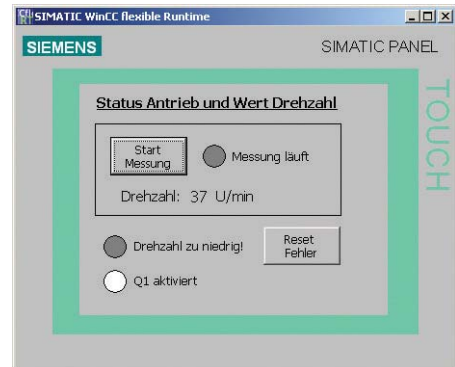 SIMATIC WinCC flexible Runtime
SIEMENS
SIMATIC PANEL
TOUCH
Status Antrieb und Wert Drehzahl
Start
Messung
Messung läuft
Drehzahl: 37 U/min
Drehzahl zu niedrig!
Reset
Fehler
Q1 aktiviert